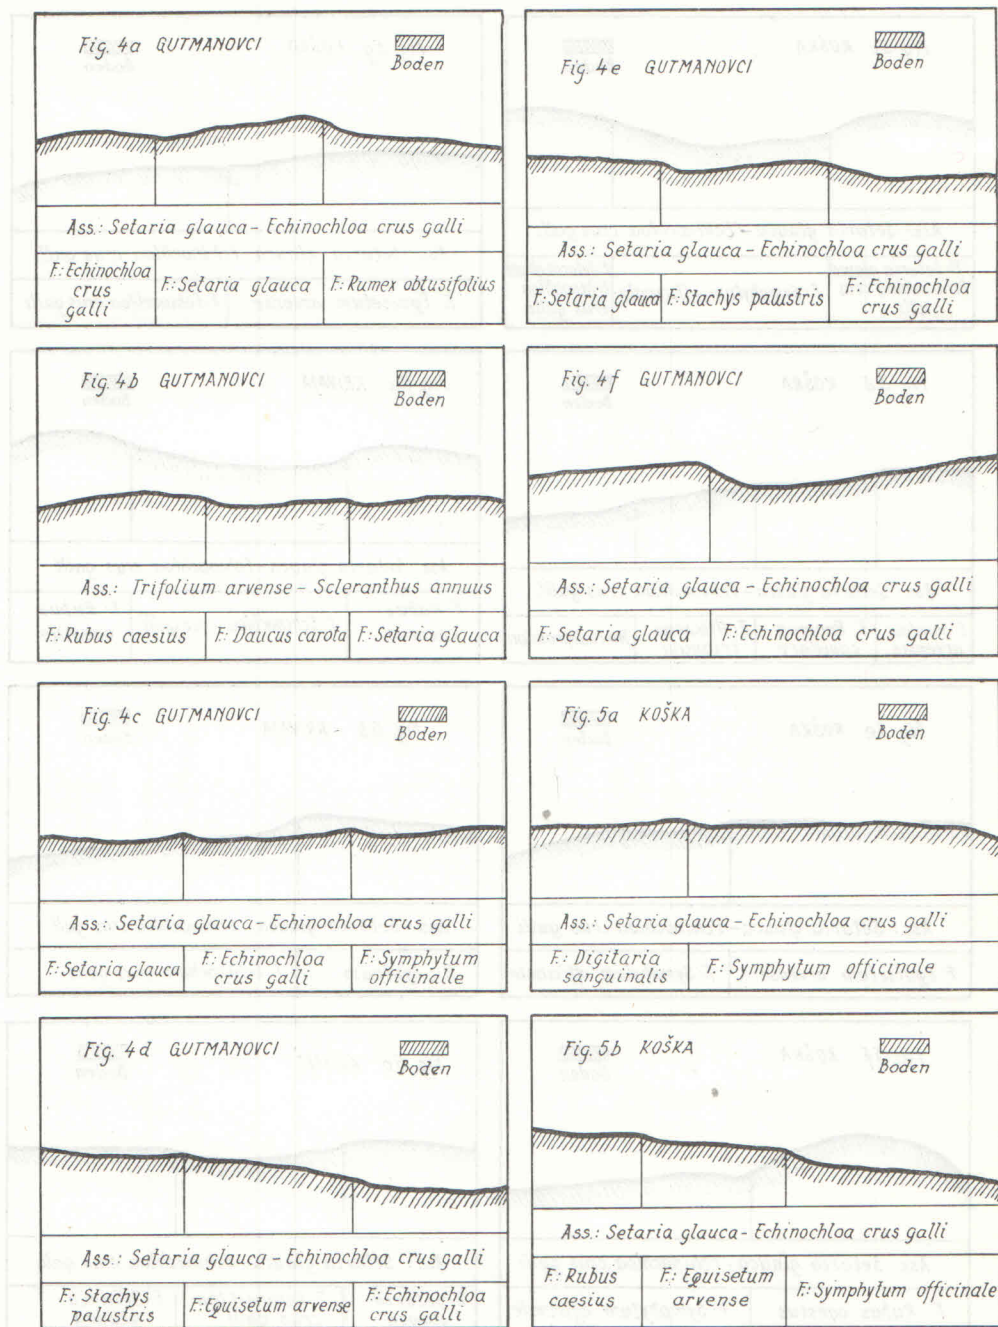 Fig. 4a GUTMANOVCI
Boden
Ass.: Setaria glauca - Echinochloa crus galli
F.: Echinochloa
crus
galli
F.: Setaria glauca
F.: Rumex obtusifolius
Fig. 4b GUTMANOVCI
Boden
Ass.: Trifolium arvense - Scleranthus annuus
F.: Rubus caesius
F.: Daucus carota
F.: Setaria glauca
Fig. 4c GUTMANOVCI
Boden
Ass.: Setaria glauca - Echinochloa crus galli
F.: Setaria glauca
F.: Echinochloa
crus galli
F.: Symphytum
officinalle
Fig. 4d GUTMANOVCI
Boden
Ass.: Setaria glauca - Echinochloa crus galli
F.: Stachys
palustris
F.: Equisetum arvense
F.: Echinochloa
crus galli
Fig. 4e GUTMANOVCI
Boden
Ass.: Setaria glauca - Echinochloa crus galli
F.: Setaria glauca
F.: Stachys palustris
F.: Echinochloa
crus galli
Fig. 4f GUTMANOVCI
Boden
Ass.: Setaria glauca - Echinochloa crus galli
F.: Setaria glauca
F.: Echinochloa crus galli
Fig. 5a KOŠKA
Boden
Ass.: Setaria glauca - Echinochloa crus galli
F.: Digitaria
sanguinalis
F.: Symphytum officinale
Fig. 5b KOŠKA
Boden
Ass.: Setaria glauca - Echinochloa crus galli
F.: Rubus
caesius
F.: Equisetum
arvense
F.: Symphytum officinale